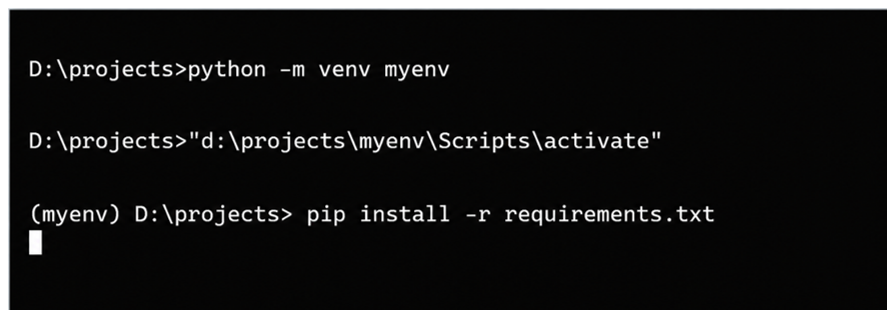 D:\projects>python -m venv myenv
D:\projects>"d:\projects\myenv\Scripts\activate"
(myenv) D:\projects> pip install -r requirements.txt